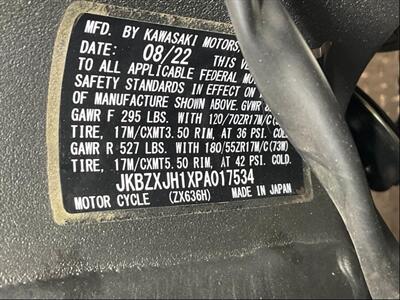 MFD. BY KAWASAKI MOTORS
DATE: 08/22 THIS VE
TO ALL APPLICABLE FEDERAL MO
SAFETY STANDARDS IN EFFECT ON
OF MANUFACTURE SHOWN ABOVE. GVWR
GAWR F 295 LBS. WITH 120/70ZR17M/C(
TIRE, 17M/CXMT3.50 RIM, AT 36 PSI COLD.
GAWR R 527 LBS. WITH 180/55ZR17M/C(73W)
TIRE, 17M/CXMT5.50 RIM, AT 42 PSI COLD.
JKBZXJH1XPA017534
MOTOR CYCLE (ZX636H) MADE IN JAPAN